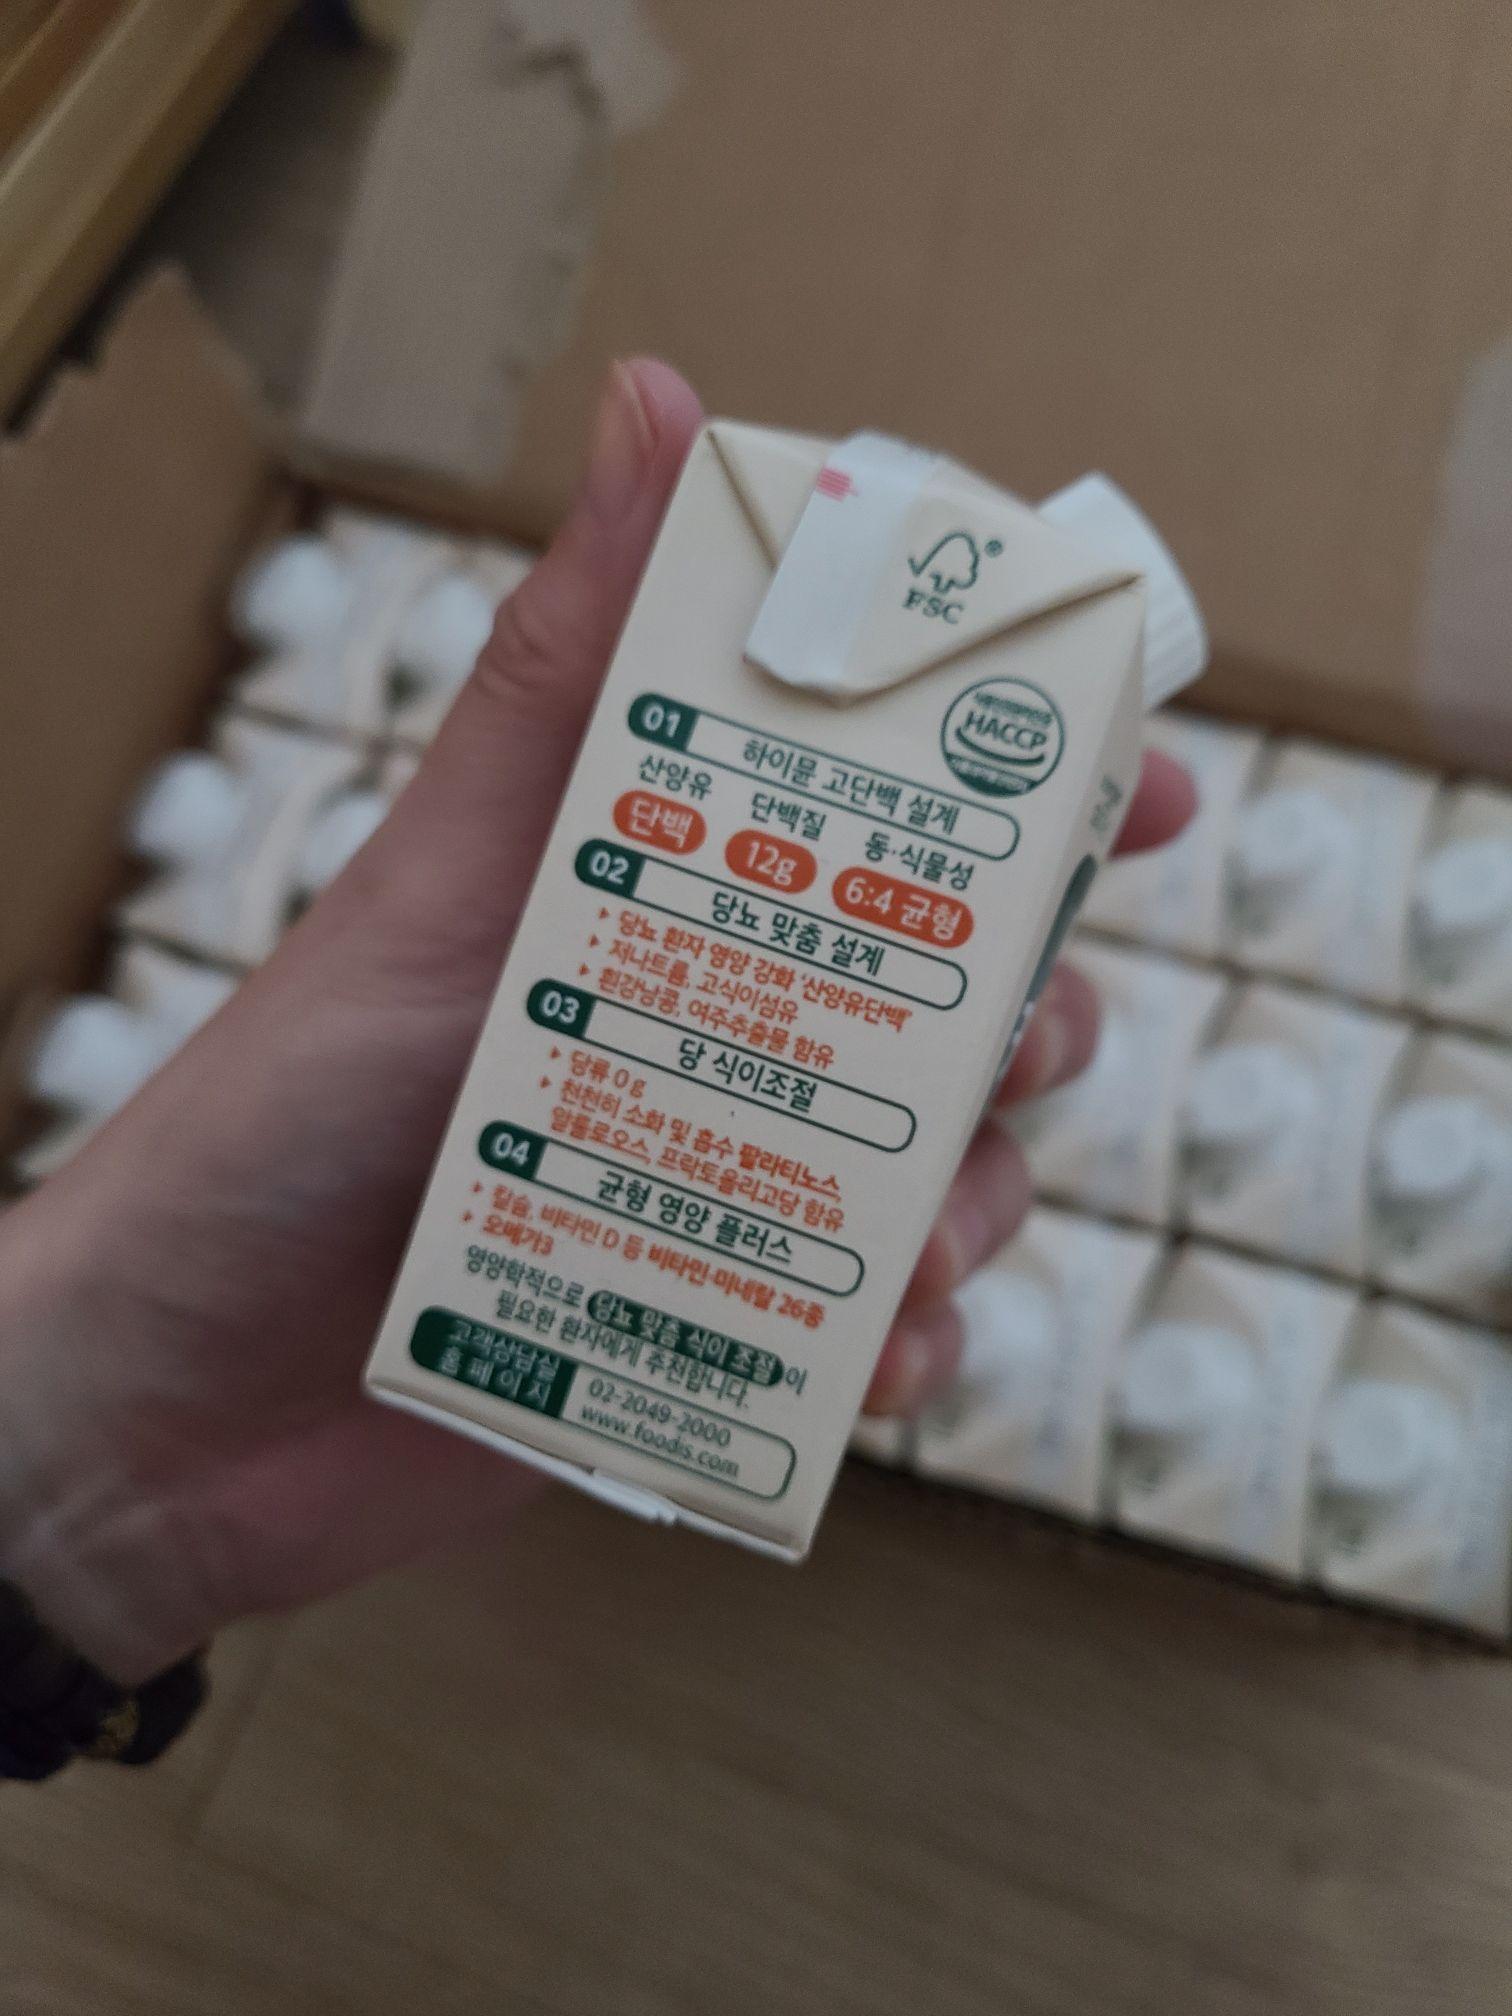 FSC
HACCP
01 하이뮨 고단백 설계
산양유 단백
단백질 12g
동·식물성 6:4 균형
02 당뇨 맞춤 설계
당뇨 환자 영양 강화 '산양유단백'
저나트륨, 고식이섬유
흰강낭콩, 여주추출물 함유
03 당 식이조절
당류 0g
천천히 소화 및 흡수 팔라티노스,
알룰로오스, 프락토올리고당 함유
04 균형 영양 플러스
칼슘, 비타민 D 등 비타민·미네랄 26종
오메가3
영양학적으로 당뇨 맞춤 식이 조절이
필요한 환자에게 추천합니다.
고객상담실 02-2049-2000
홈페이지 www.foodis.com